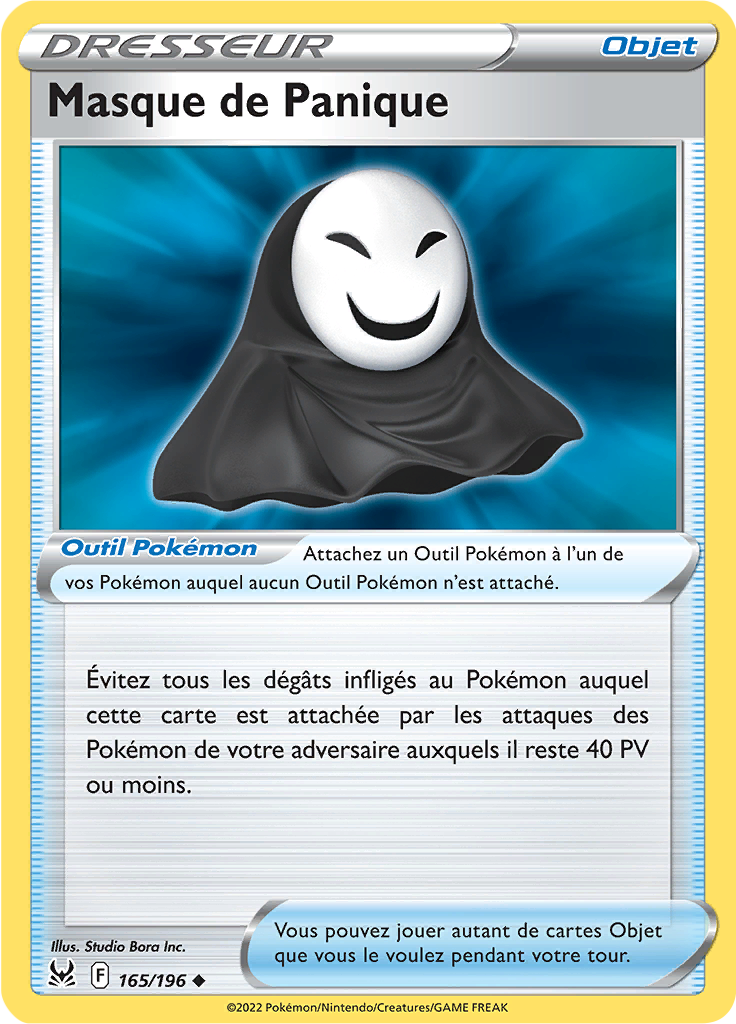 DRESSEUR
Objet
Masque de Panique
Outil Pokémon
Attachez un Outil Pokémon à l'un de
vos Pokémon auquel aucun Outil Pokémon n'est attaché.
Évitez tous les dégâts infligés au Pokémon auquel
cette carte est attachée par les attaques des
Pokémon de votre adversaire auxquels il reste 40 PV
ou moins.
Vous pouvez jouer autant de cartes Objet
que vous le voulez pendant votre tour.
Illus. Studio Bora Inc.
F 165/196
©2022 Pokémon/Nintendo/Creatures/GAME FREAK